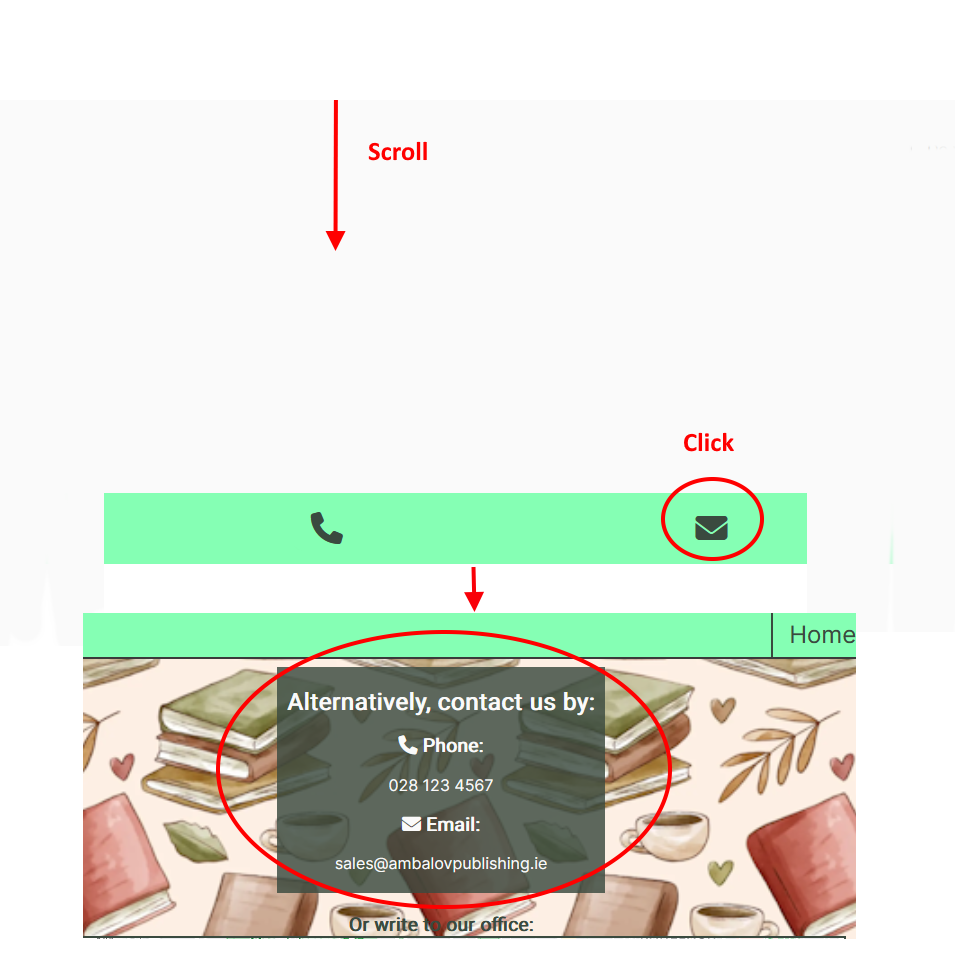 Scroll
Click
Home
Alternatively, contact us by:
Phone:
028 123 4567
Email:
sales@ambalovpublishing.ie
Or write to our office: